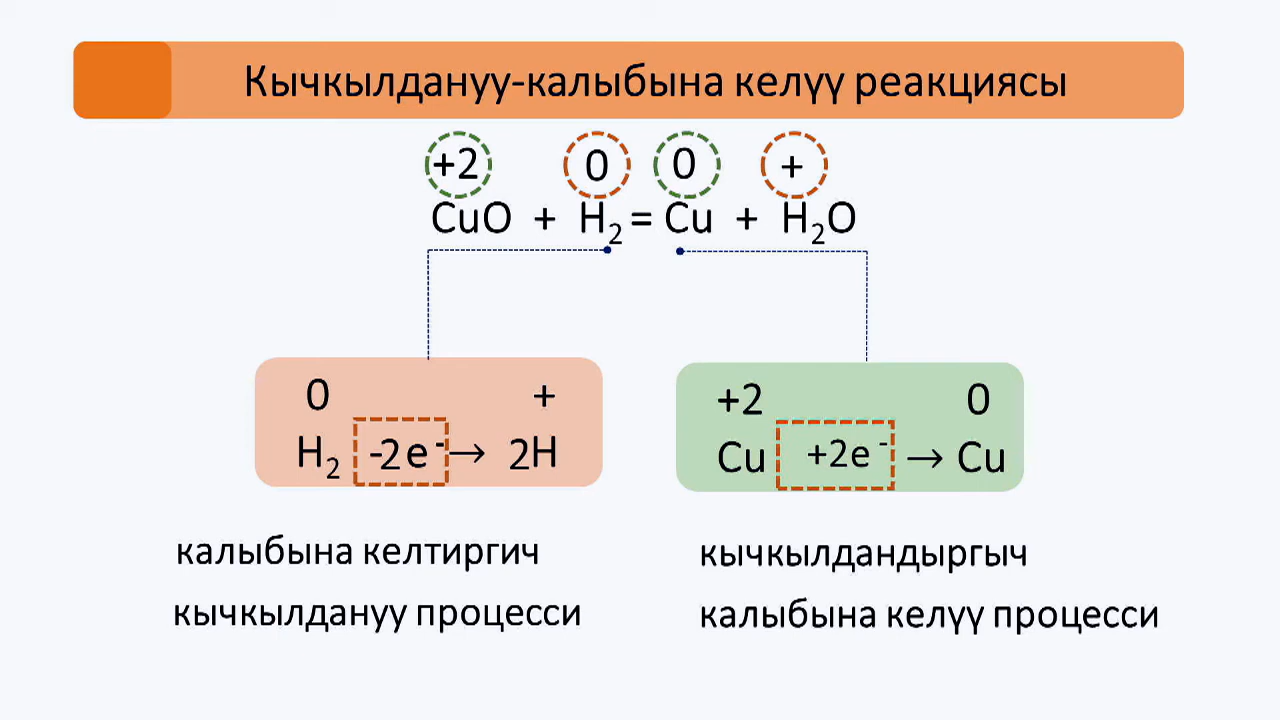 Кычкылдануу-калыбына келүү реакциясы
+2 0 0 +
CuO + H₂ = Cu + H₂O
0 +
H₂ -2e⁻ → 2H
+2 0
Cu +2e⁻ → Cu
калыбына келтиргич
кычкылдануу процесси
кычкылдандыргыч
калыбына келүү процесси